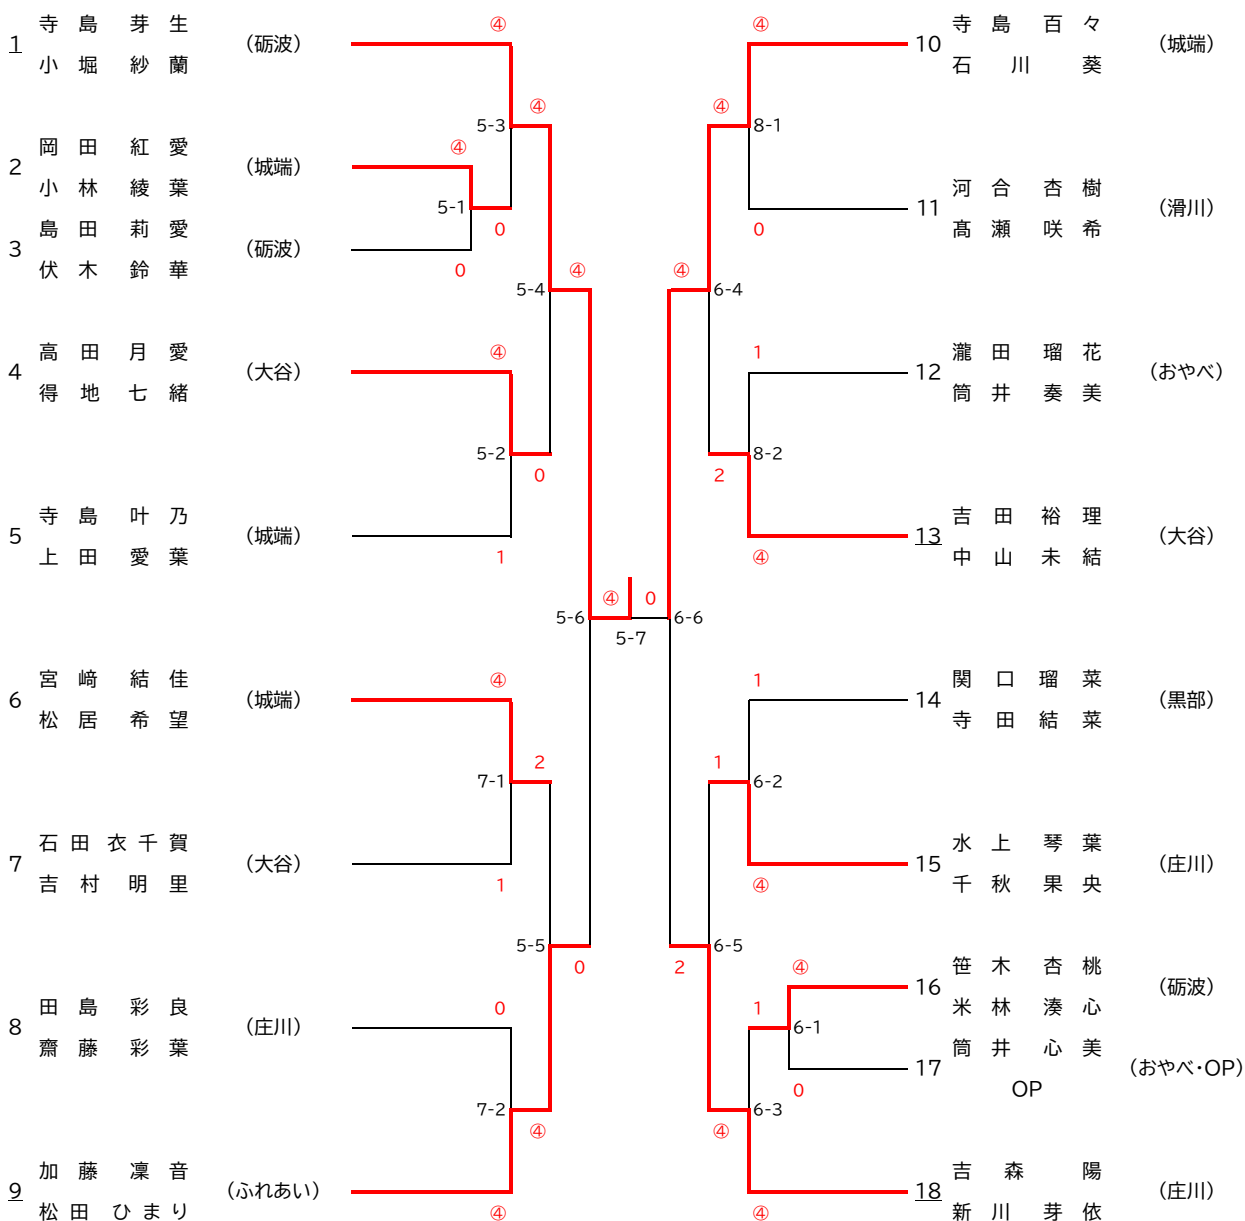 1 寺島 芽生 (砺波)
小堀 紗蘭
2 岡田 紅愛 (城端)
小林 綾葉
3 島田 莉愛 (砺波)
伏木 鈴華
4 高田 月愛 (大谷)
得地 七緒
5 寺島 叶乃 (城端)
上田 愛葉
6 宮﨑 結佳 (城端)
松居 希望
7 石田 衣千賀 (大谷)
吉村 明里
8 田島 彩良 (庄川)
齋藤 彩葉
9 加藤 凜音 (ふれあい)
松田 ひまり
④
④
5-3
④
5-1
0
0
④
5-4
④
5-2
0
1
5-6
④
0
6-6
5-7
④
2
7-1
1
5-5
0
0
7-2
④
④
④
④
8-1
0
④
6-4
1
8-2
2
④
1
1
6-2
④
2
6-5
④
1
6-1
0
6-3
④
④
10 寺島 百々 (城端)
石川 葵
11 河合 杏樹 (滑川)
髙瀬 咲希
12 瀧田 瑠花 (おやべ)
筒井 奏美
13 吉田 裕理 (大谷)
中山 未結
14 関口 瑠菜 (黒部)
寺田 結菜
15 水上 琴葉 (庄川)
千秋 果央
16 笹木 杏桃 (砺波)
米林 湊心
17 筒井 心美 (おやべ・OP)
OP
18 吉森 陽 (庄川)
新川 芽依